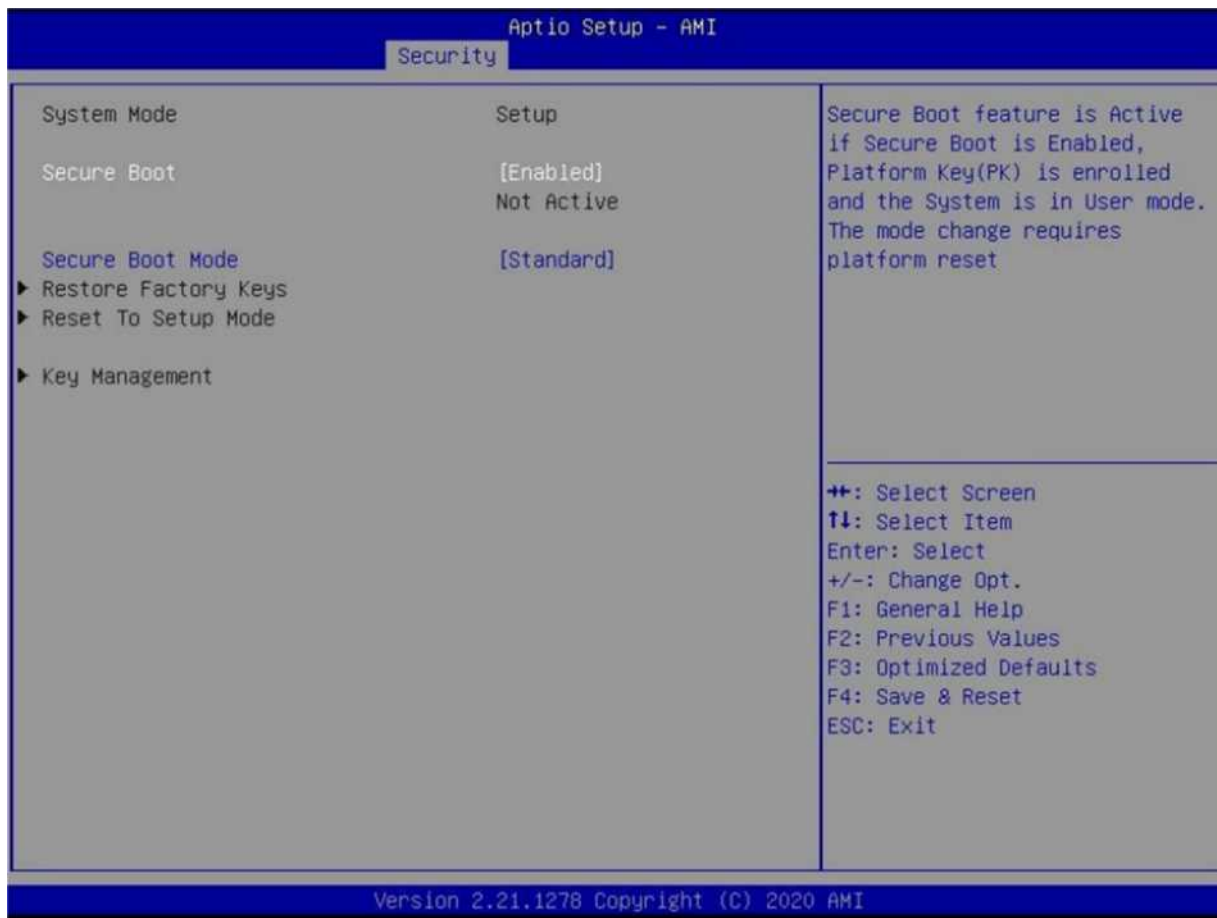 Aptio Setup - AMI
Security
System Mode Setup
Secure Boot [Enabled]
Not Active
Secure Boot Mode [Standard]
Restore Factory Keys
Reset To Setup Mode
Key Management
Secure Boot feature is Active
if Secure Boot is Enabled,
Platform Key(PK) is enrolled
and the System is in User mode.
The mode change requires
platform reset
→←: Select Screen
↑↓: Select Item
Enter: Select
+/-: Change Opt.
F1: General Help
F2: Previous Values
F3: Optimized Defaults
F4: Save & Reset
ESC: Exit
Version 2.21.1278 Copyright (C) 2020 AMI